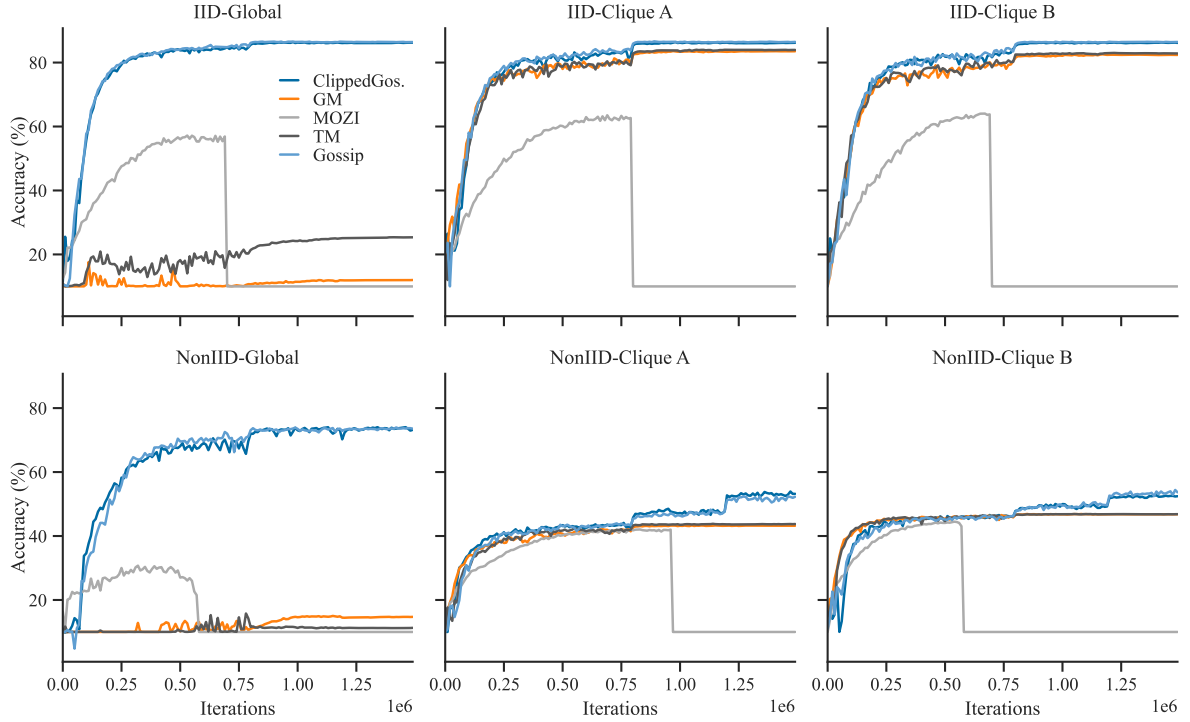 IID-Global
IID-Clique A
IID-Clique B
Accuracy (%)
80
60
40
20
ClippedGos.
GM
MOZI
TM
Gossip
NonIID-Global
NonIID-Clique A
NonIID-Clique B
Accuracy (%)
80
60
40
20
0.00 0.25 0.50 0.75 1.00 1.25
0.00 0.25 0.50 0.75 1.00 1.25
0.00 0.25 0.50 0.75 1.00 1.25
Iterations 1e6
Iterations 1e6
Iterations 1e6